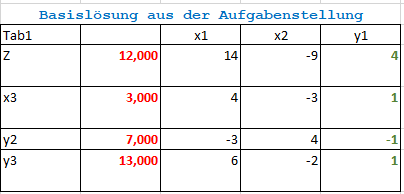 Basislösung aus der Aufgabenstellung
Tab1 x1 x2 y1
Z 12,000 14 -9 4
x3 3,000 4 -3 1
y2 7,000 -3 4 -1
y3 13,000 6 -2 1